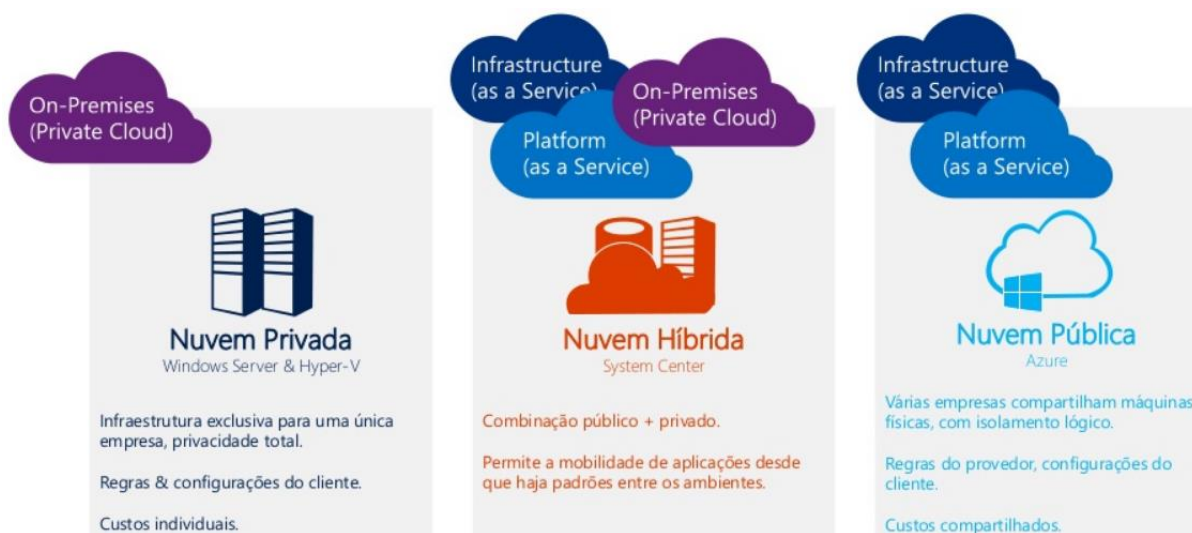 On-Premises
(Private Cloud)
Nuvem Privada
Windows Server & Hyper-V
Infraestrutura exclusiva para uma única
empresa, privacidade total.
Regras & configurações do cliente.
Custos individuais.
Infrastructure
(as a Service)
On-Premises
(Private Cloud)
Platform
(as a Service)
Nuvem Híbrida
System Center
Combinação público + privado.
Permite a mobilidade de aplicações desde
que haja padrões entre os ambientes.
Infrastructure
(as a Service)
Platform
(as a Service)
Nuvem Pública
Azure
Várias empresas compartilham máquinas
físicas, com isolamento lógico.
Regras do provedor, configurações do
cliente.
Custos compartilhados.